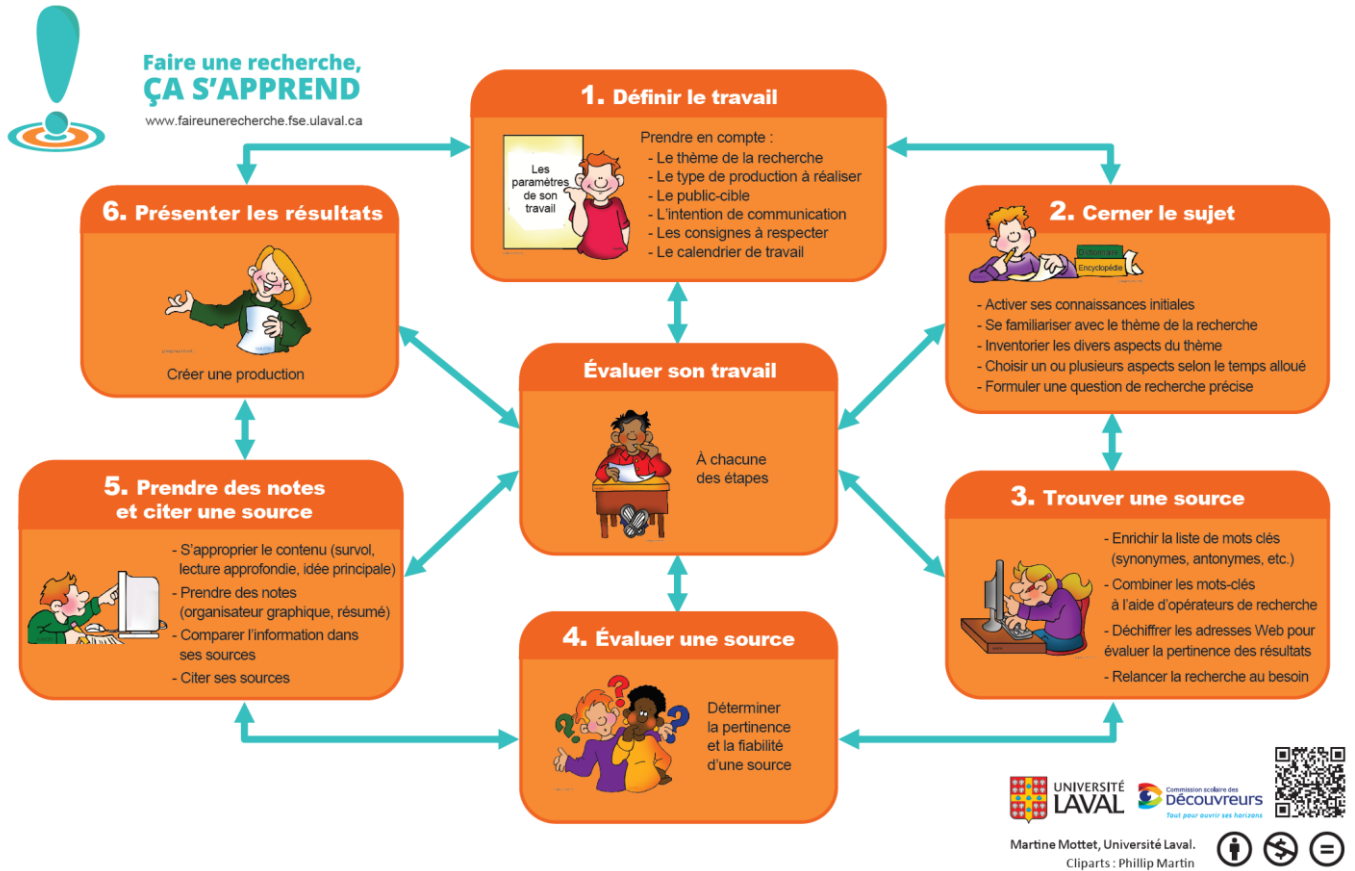 Faire une recherche,
ÇA S'APPREND
www.faireunerecherche.fse.ulaval.ca
1. Définir le travail
Les
paramètres
de son
travail
Prendre en compte :
- Le thème de la recherche
- Le type de production à réaliser
- Le public-cible
- L'intention de communication
- Les consignes à respecter
- Le calendrier de travail
2. Cerner le sujet
Dictionnaire
Encyclopédie
- Activer ses connaissances initiales
- Se familiariser avec le thème de la recherche
- Inventorier les divers aspects du thème
- Choisir un ou plusieurs aspects selon le temps alloué
- Formuler une question de recherche précise
3. Trouver une source
- Enrichir la liste de mots clés
(synonymes, antonymes, etc.)
- Combiner les mots-clés
à l'aide d'opérateurs de recherche
- Déchiffrer les adresses Web pour
évaluer la pertinence des résultats
- Relancer la recherche au besoin
4. Évaluer une source
Déterminer
la pertinence
et la fiabilité
d'une source
5. Prendre des notes
et citer une source
- S'approprier le contenu (survol,
lecture approfondie, idée principale)
- Prendre des notes
(organisateur graphique, résumé)
- Comparer l'information dans
ses sources
- Citer ses sources
6. Présenter les résultats
Créer une production
Évaluer son travail
À chacune
des étapes
UNIVERSITÉ
LAVAL
Commission scolaire des
Découvreurs
Tout pour ouvrir ses horizons
Martine Mottet, Université Laval.
Cliparts : Phillip Martin